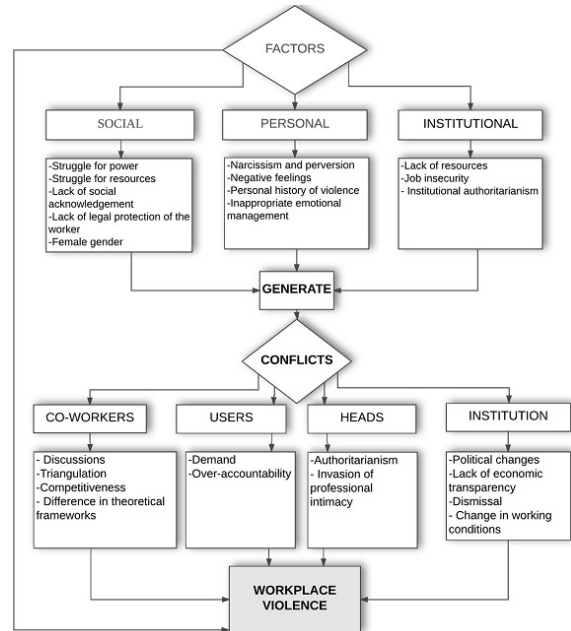 FACTORS
SOCIAL
-Struggle for power
-Struggle for resources
-Lack of social
acknowledgement
-Lack of legal protection of the
worker
-Female gender
PERSONAL
-Narcissism and perversion
-Negative feelings
-Personal history of violence
-Inappropriate emotional
management
INSTITUTIONAL
-Lack of resources
-Job insecurity
- Institutional authoritarianism
GENERATE
CONFLICTS
CO-WORKERS
- Discussions
-Triangulation
-Competitiveness
- Difference in theoretical
frameworks
USERS
-Demand
-Over-accountability
HEADS
-Authoritarianism
- Invasion of
professional
intimacy
INSTITUTION
-Political changes
-Lack of economic
transparency
-Dismissal
- Change in working
conditions
WORKPLACE
VIOLENCE